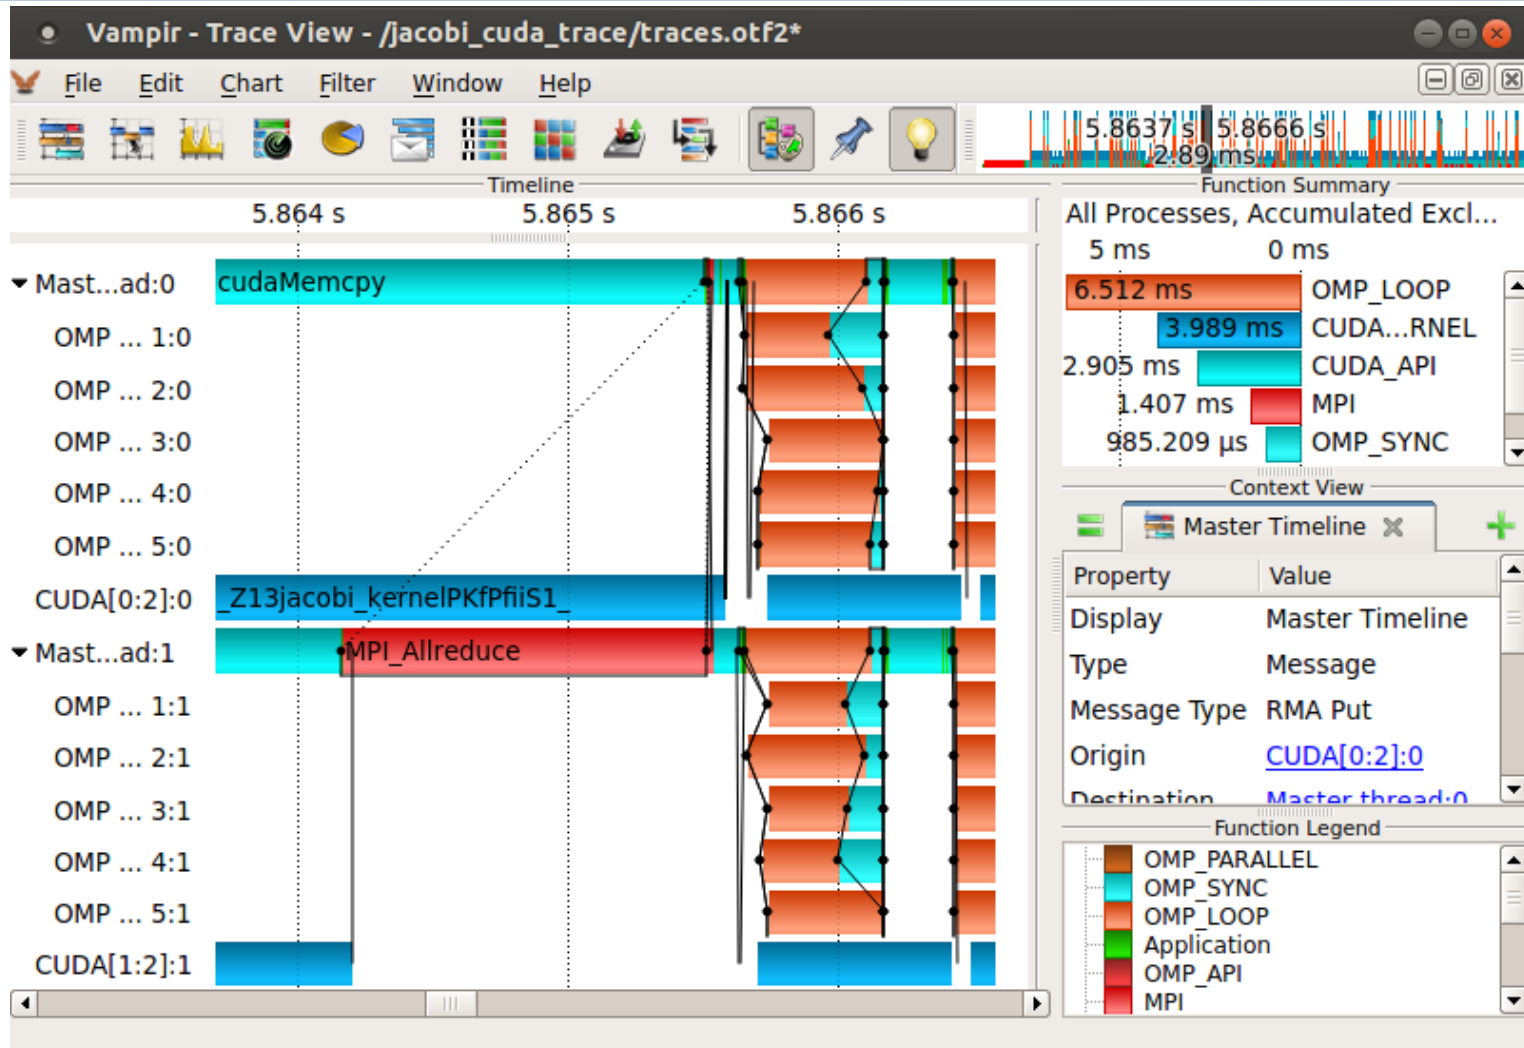 Vampir - Trace View - /jacobi_cuda_trace/traces.otf2*
File Edit Chart Filter Window Help
5.8637 s 5.8666 s
2.89 ms
Timeline
5.864 s 5.865 s 5.866 s
Mast...ad:0
cudaMemcpy
OMP ... 1:0
OMP ... 2:0
OMP ... 3:0
OMP ... 4:0
OMP ... 5:0
CUDA[0:2]:0
_Z13jacobi_kernelPKfPfiiS1_
Mast...ad:1
MPI_Allreduce
OMP ... 1:1
OMP ... 2:1
OMP ... 3:1
OMP ... 4:1
OMP ... 5:1
CUDA[1:2]:1
Function Summary
All Processes, Accumulated Excl...
5 ms 0 ms
6.512 ms OMP_LOOP
3.989 ms CUDA...RNEL
2.905 ms CUDA_API
1.407 ms MPI
985.209 µs OMP_SYNC
Context View
Master Timeline
Property Value
Display Master Timeline
Type Message
Message Type RMA Put
Origin CUDA[0:2]:0
Destination Master thread:0
Function Legend
OMP_PARALLEL
OMP_SYNC
OMP_LOOP
Application
OMP_API
MPI